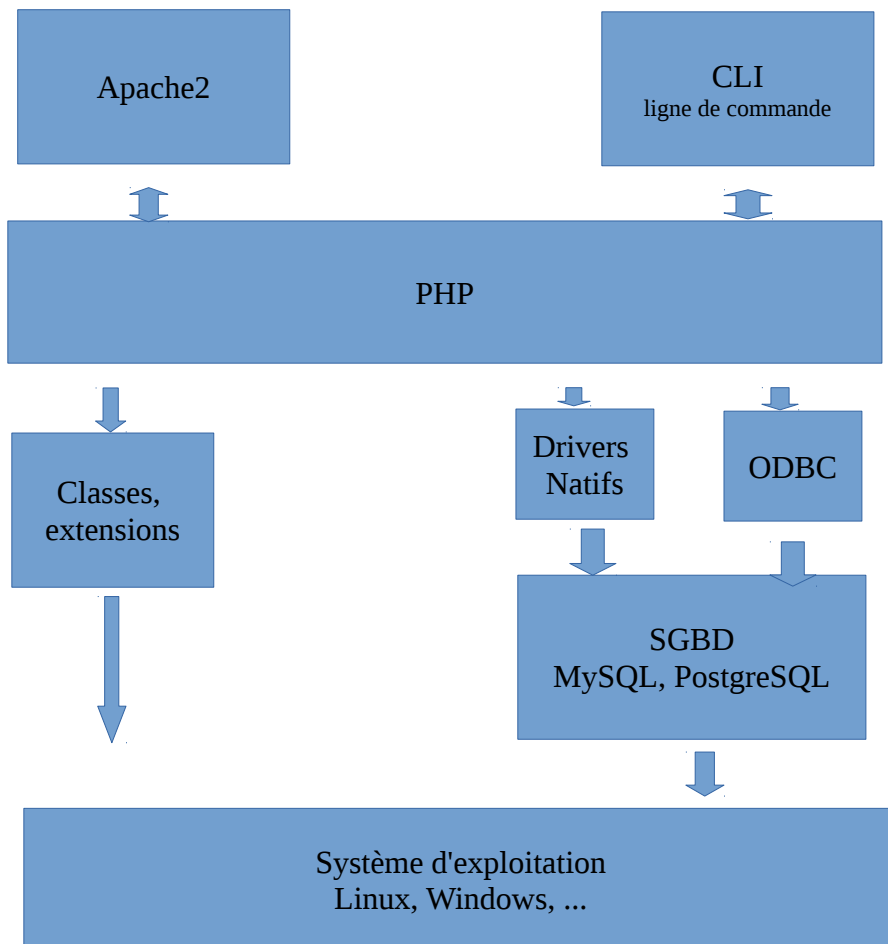 Apache2
CLI
ligne de commande
PHP
Classes,
extensions
Drivers
Natifs
ODBC
SGBD
MySQL, PostgreSQL
Système d'exploitation
Linux, Windows, ...